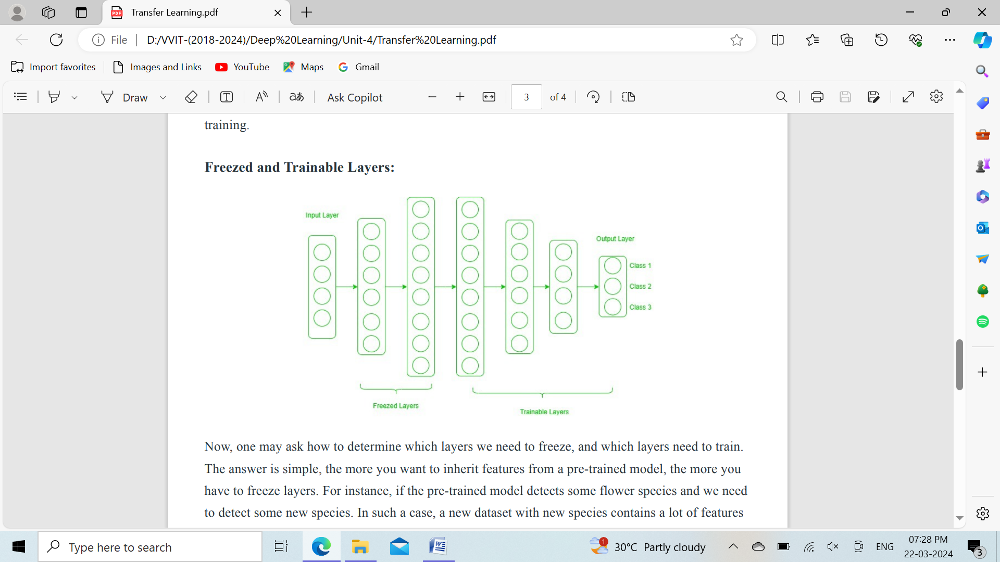 Transfer Learning.pdf
File
D:/VVIT-(2018-2024)/Deep%20Learning/Unit-4/Transfer%20Learning.pdf
Import favorites
Images and Links
YouTube
Maps
Gmail
Draw
T
A
aあ
Ask Copilot
3
of 4
training.
Freezed and Trainable Layers:
Input Layer
Output Layer
Class 1
Class 2
Class 3
Freezed Layers
Trainable Layers
Now, one may ask how to determine which layers we need to freeze, and which layers need to train.
The answer is simple, the more you want to inherit features from a pre-trained model, the more you
have to freeze layers. For instance, if the pre-trained model detects some flower species and we need
to detect some new species. In such a case, a new dataset with new species contains a lot of features
Type here to search
1
30°C Partly cloudy
ENG
07:28 PM
22-03-2024
3